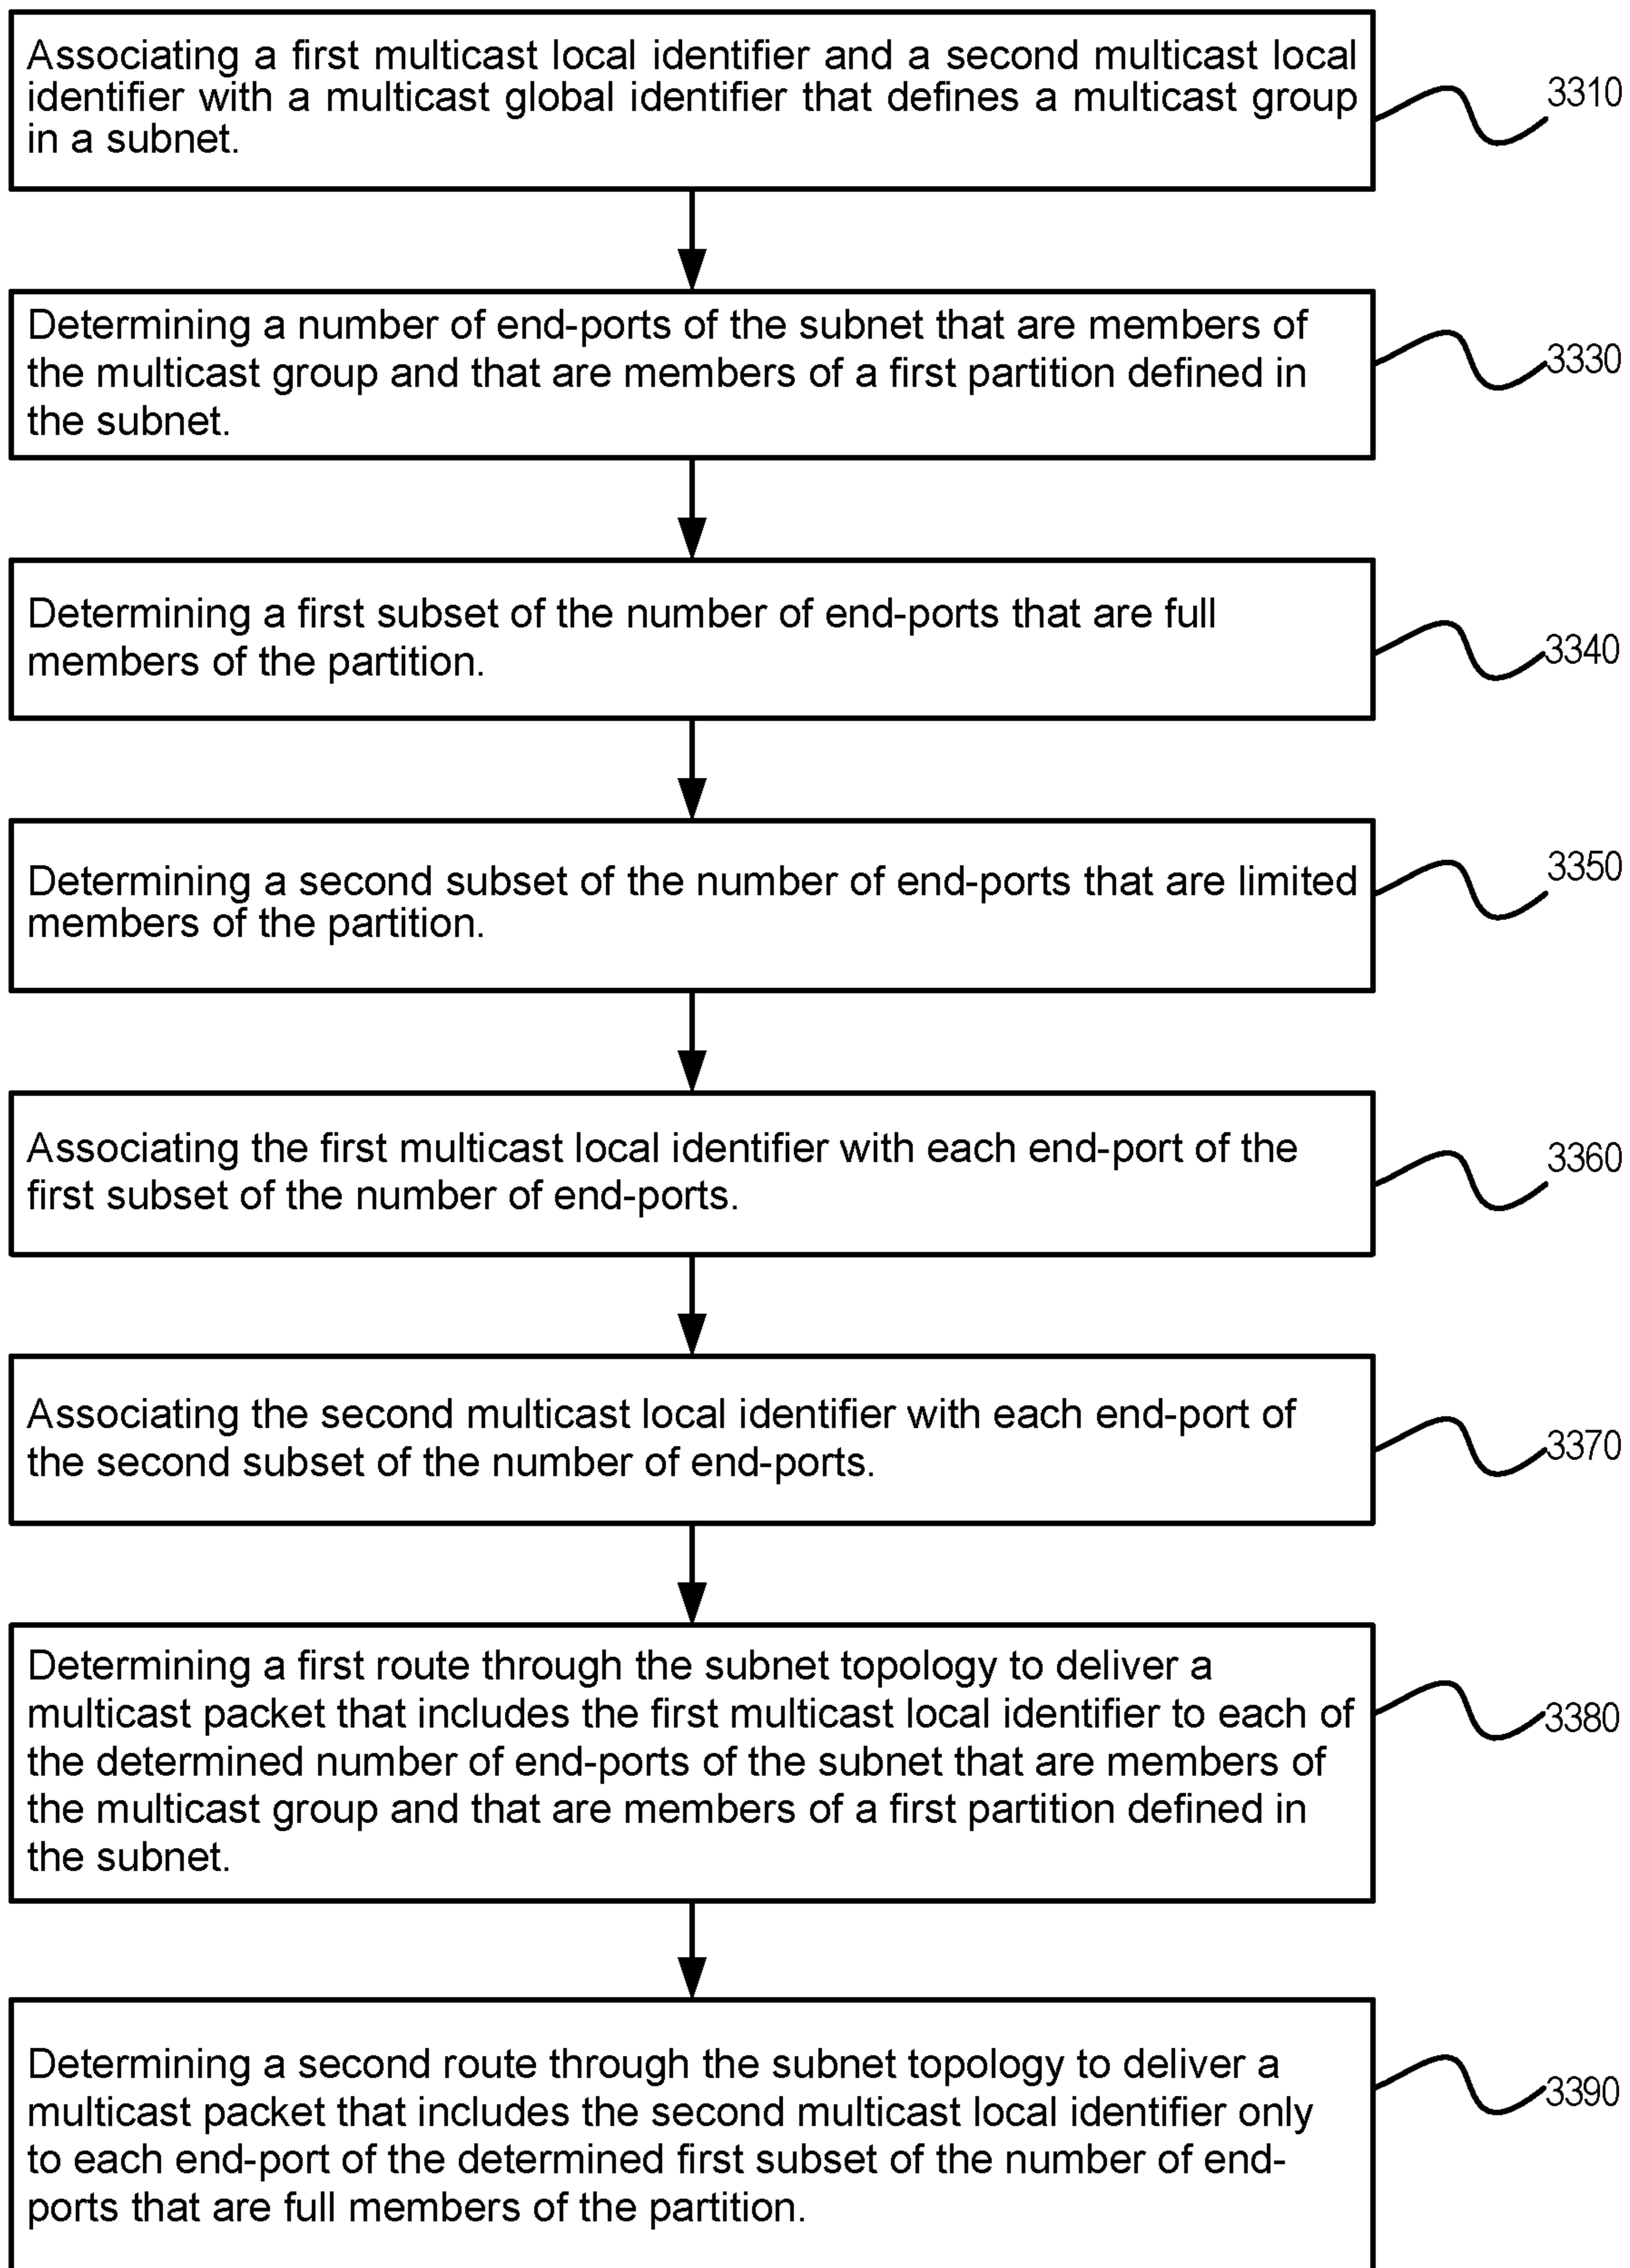 Associating a first multicast local identifier and a second multicast local
identifier with a multicast global identifier that defines a multicast group
in a subnet.
3310
Determining a number of end-ports of the subnet that are members of
the multicast group and that are members of a first partition defined in
the subnet.
3330
Determining a first subset of the number of end-ports that are full
members of the partition.
3340
Determining a second subset of the number of end-ports that are limited
members of the partition.
3350
Associating the first multicast local identifier with each end-port of the
first subset of the number of end-ports.
3360
Associating the second multicast local identifier with each end-port of
the second subset of the number of end-ports.
3370
Determining a first route through the subnet topology to deliver a
multicast packet that includes the first multicast local identifier to each of
the determined number of end-ports of the subnet that are members of
the multicast group and that are members of a first partition defined in
the subnet.
3380
Determining a second route through the subnet topology to deliver a
multicast packet that includes the second multicast local identifier only
to each end-port of the determined first subset of the number of end-
ports that are full members of the partition.
3390